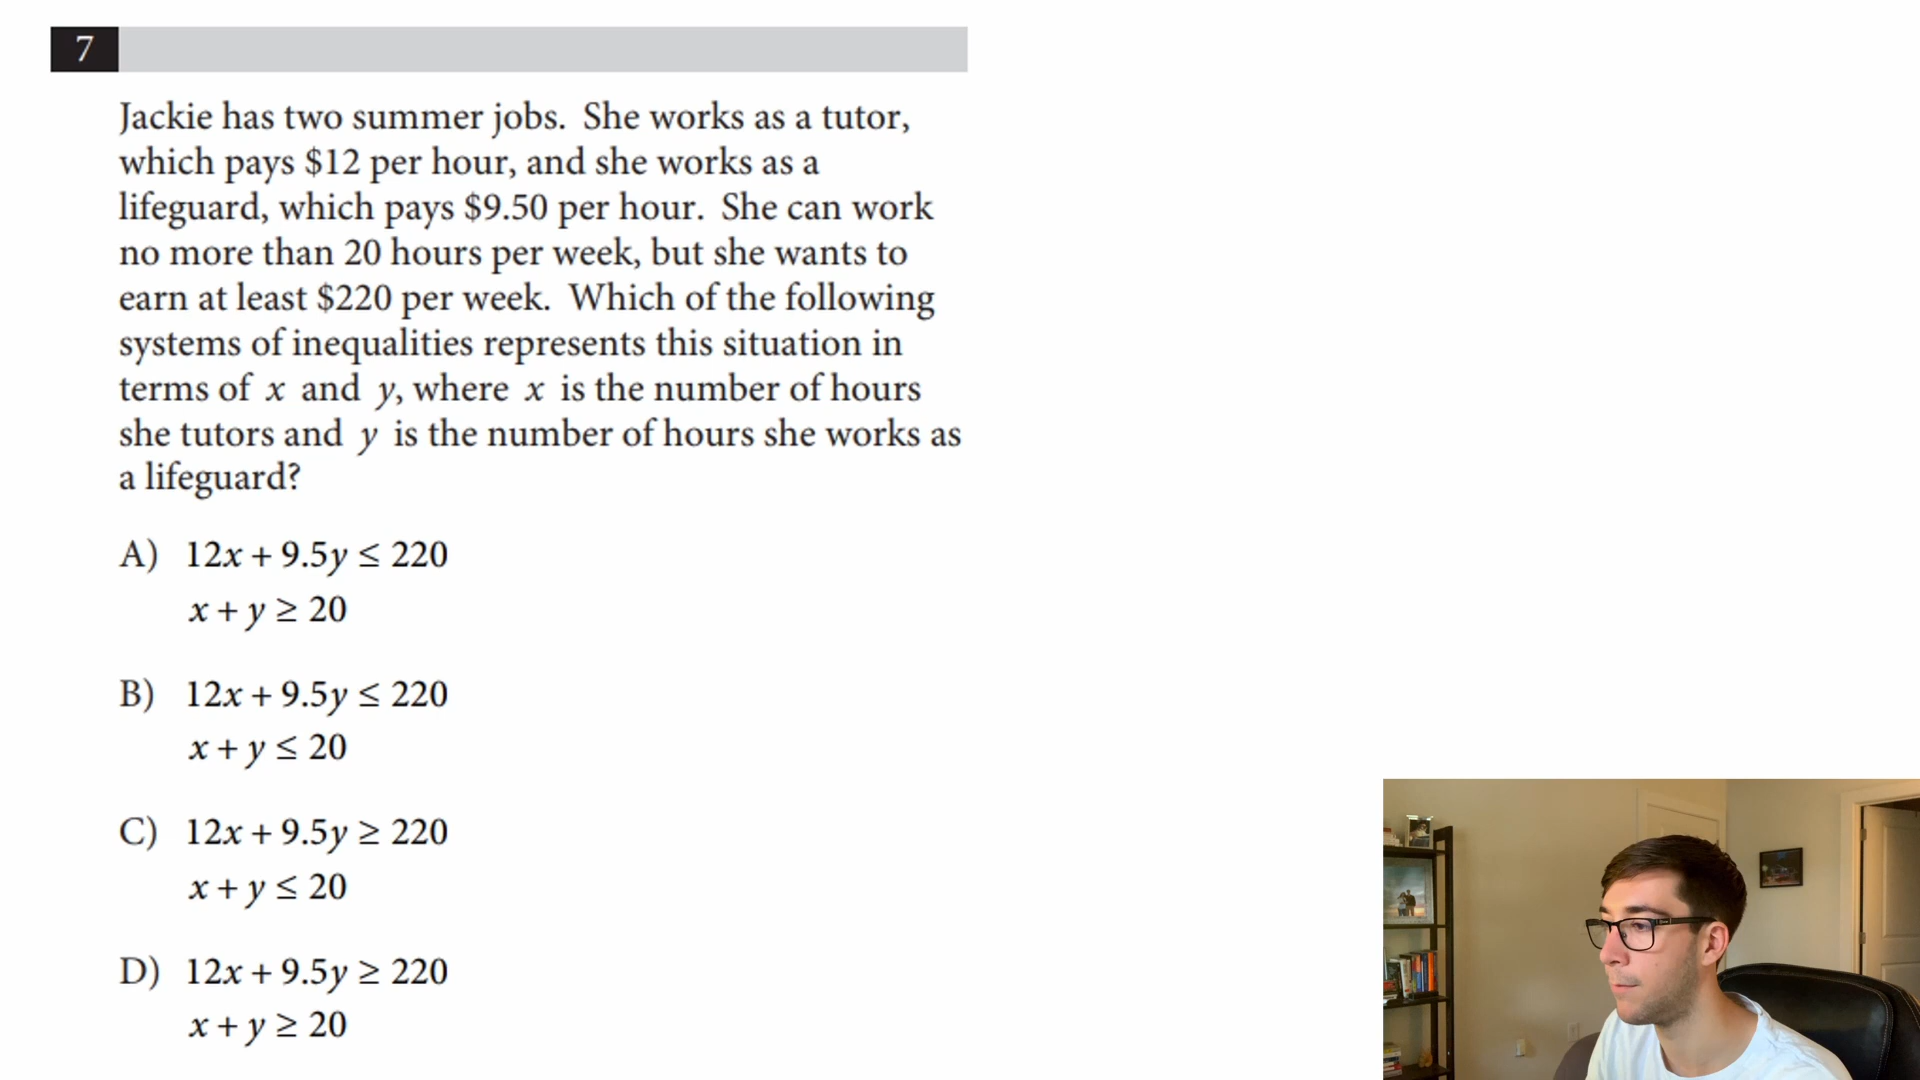 7
Jackie has two summer jobs. She works as a tutor,
which pays $12 per hour, and she works as a
lifeguard, which pays $9.50 per hour. She can work
no more than 20 hours per week, but she wants to
earn at least $220 per week. Which of the following
systems of inequalities represents this situation in
terms of x and y, where x is the number of hours
she tutors and y is the number of hours she works as
a lifeguard?
A) 12x + 9.5y ≤ 220
x + y ≥ 20
B) 12x + 9.5y ≤ 220
x + y ≤ 20
C) 12x + 9.5y ≥ 220
x + y ≤ 20
D) 12x + 9.5y ≥ 220
x + y ≥ 20